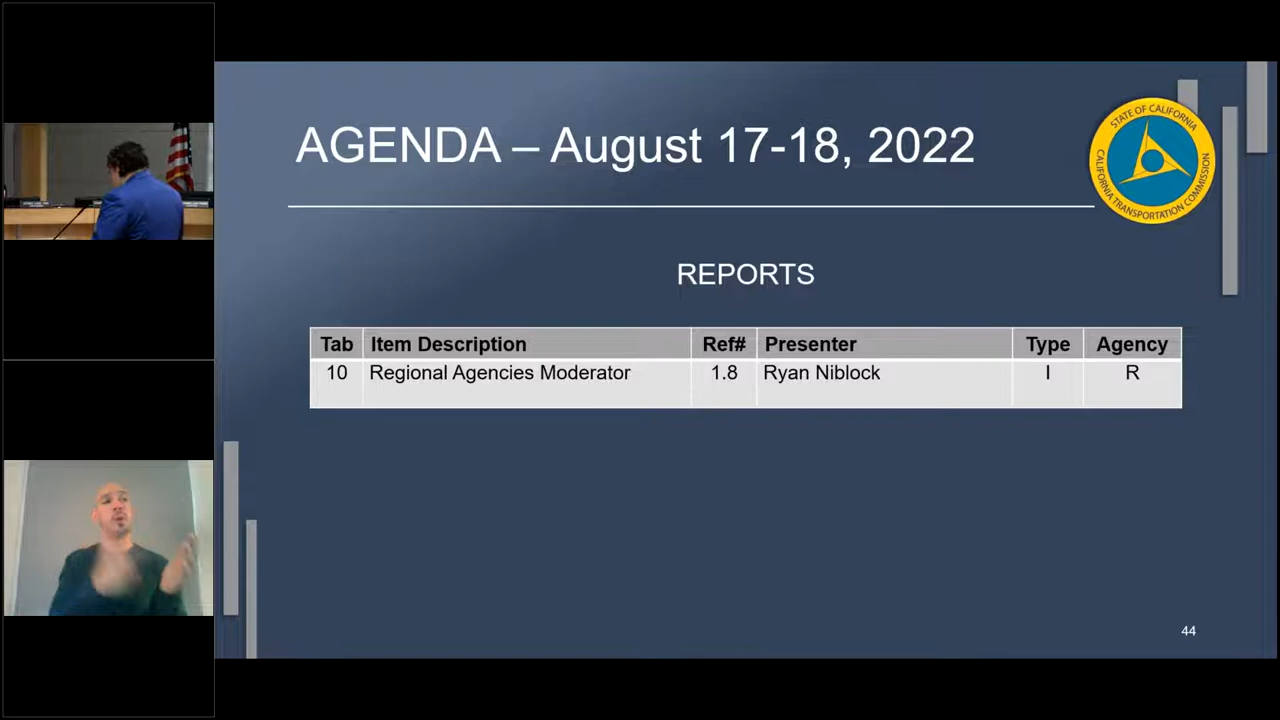 AGENDA – August 17-18, 2022
STATE OF CALIFORNIA
CALIFORNIA TRANSPORTATION COMMISSION
REPORTS
Tab Item Description Ref# Presenter Type Agency
10 Regional Agencies Moderator 1.8 Ryan Niblock I R
44